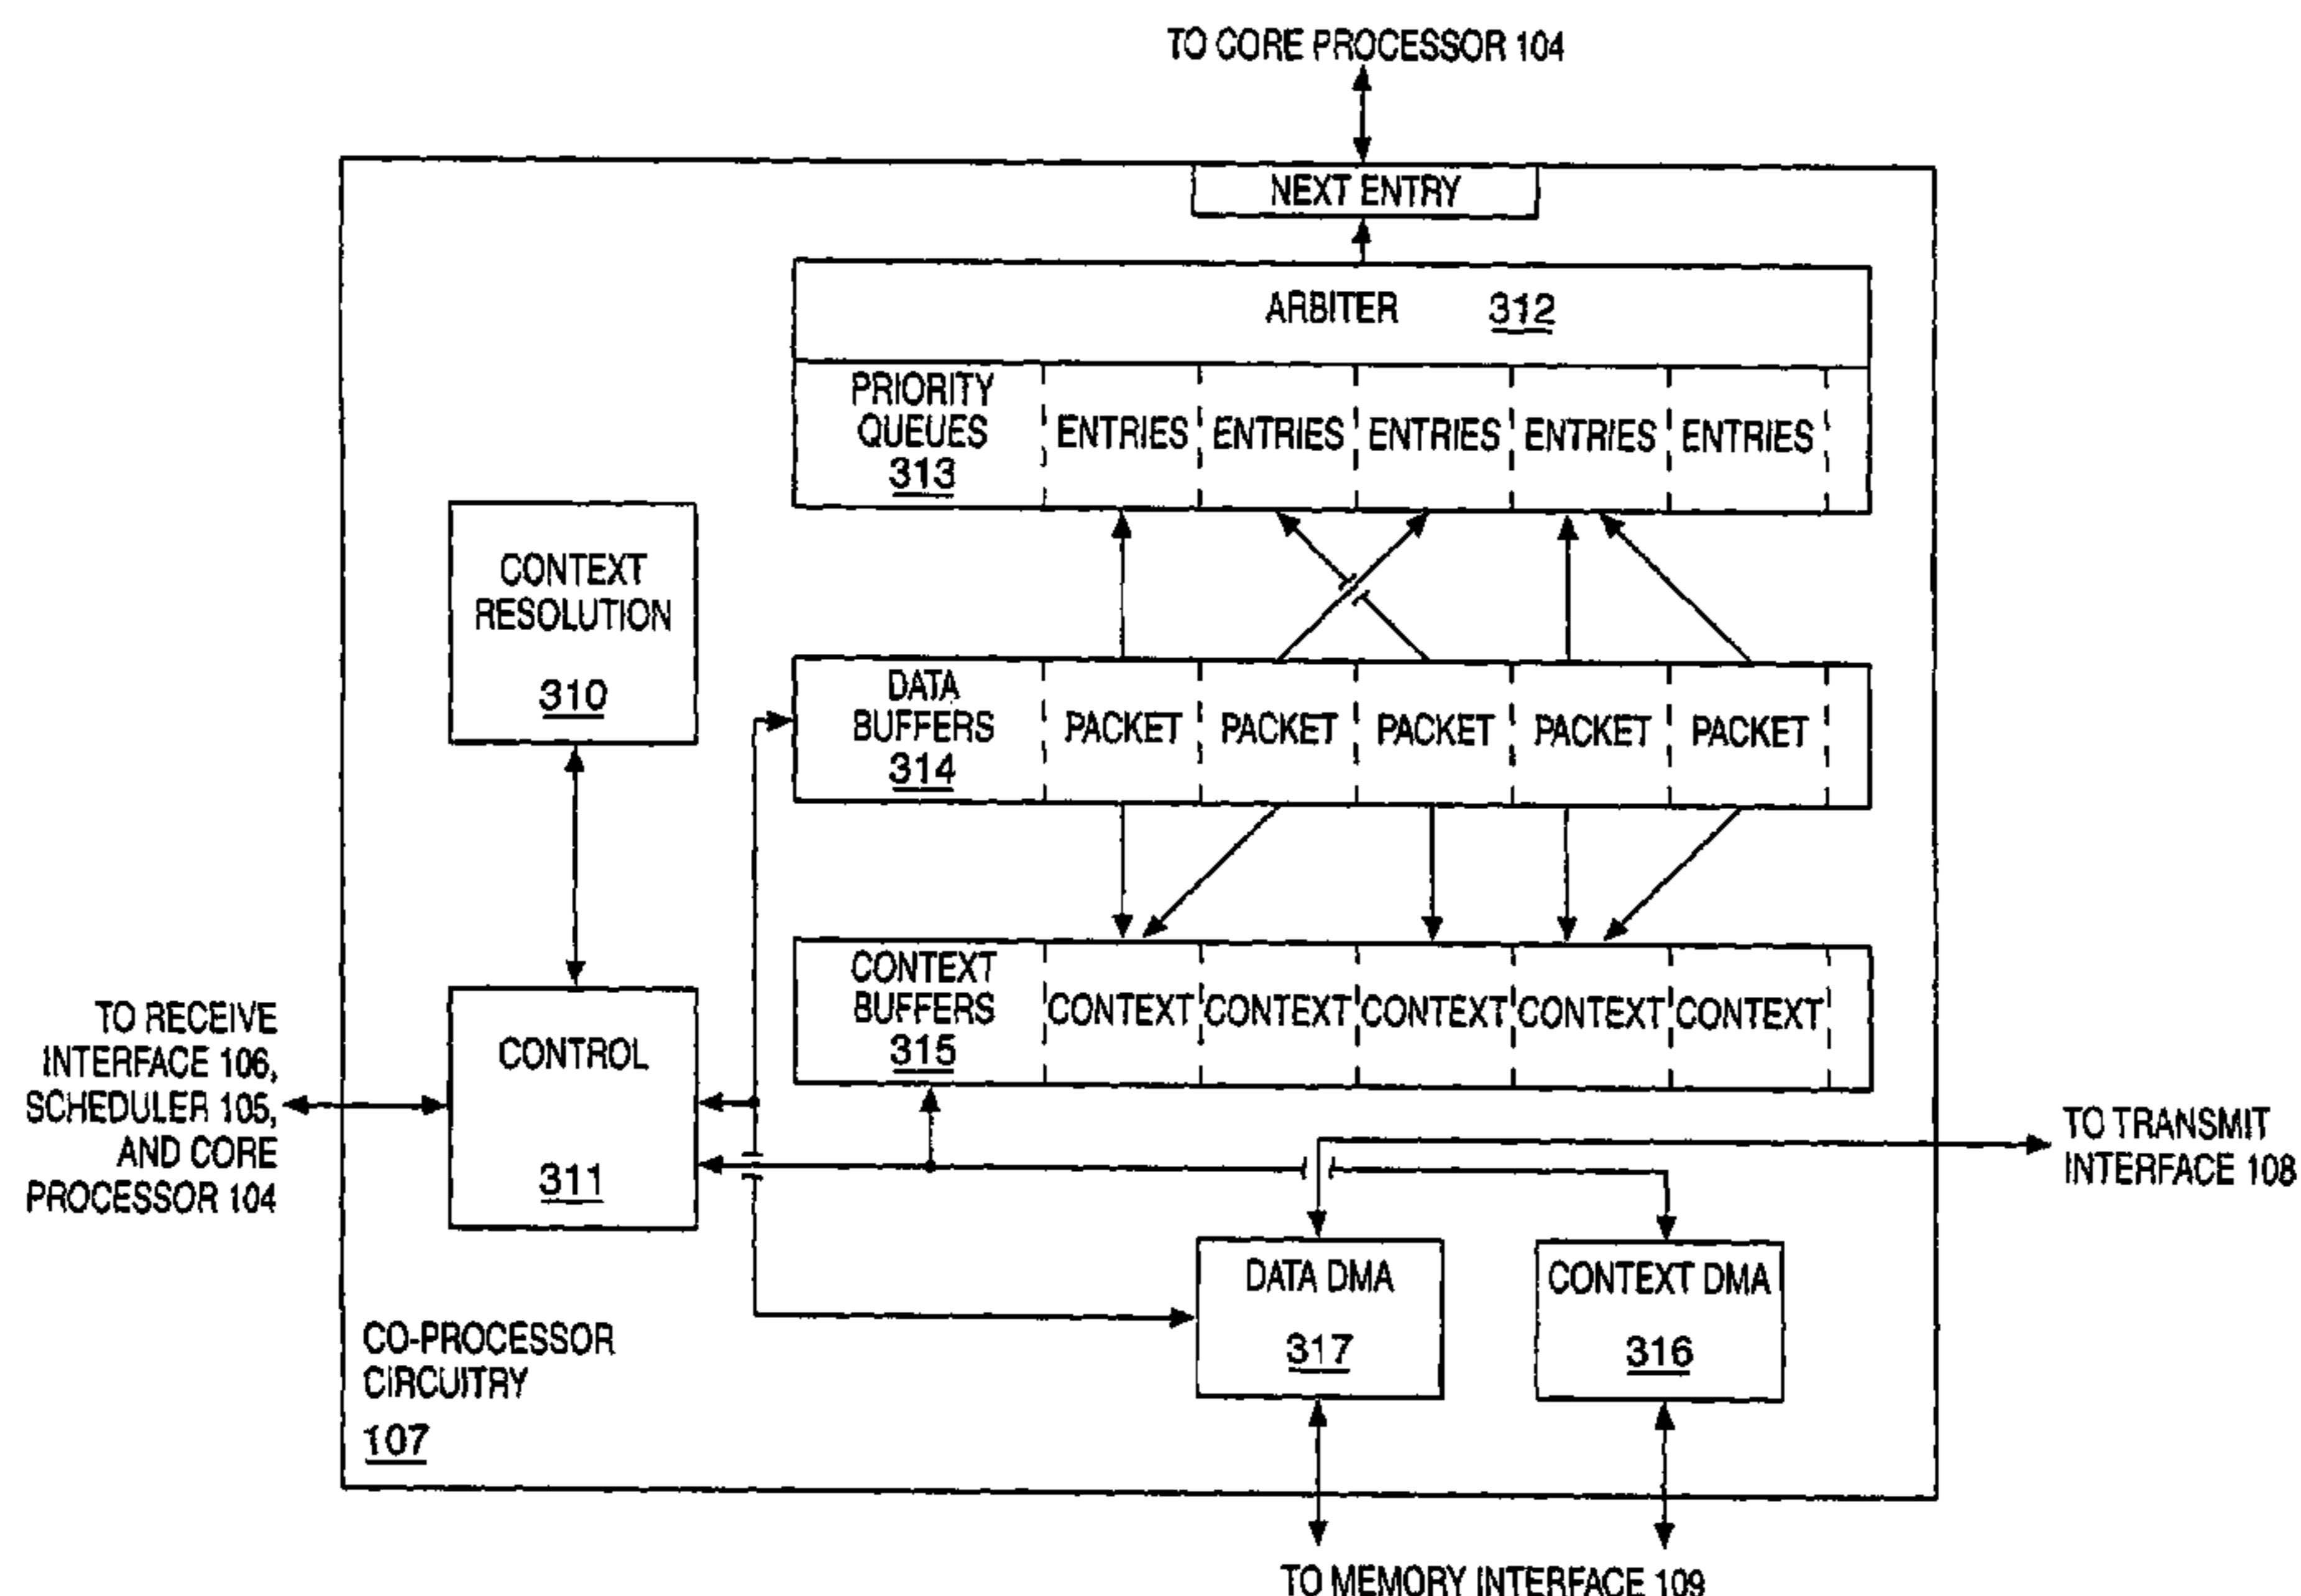 TO CORE PROCESSOR 104
NEXT ENTRY
ARBITER 312
PRIORITY
QUEUES
313
ENTRIES ENTRIES ENTRIES ENTRIES ENTRIES
CONTEXT
RESOLUTION
310
DATA
BUFFERS
314
PACKET PACKET PACKET PACKET PACKET
CONTEXT
BUFFERS
315
CONTEXT CONTEXT CONTEXT CONTEXT CONTEXT
TO RECEIVE
INTERFACE 106,
SCHEDULER 105,
AND CORE
PROCESSOR 104
CONTROL
311
TO TRANSMIT
INTERFACE 108
DATA DMA
317
CONTEXT DMA
316
CO-PROCESSOR
CIRCUITRY
107
TO MEMORY INTERFACE 109